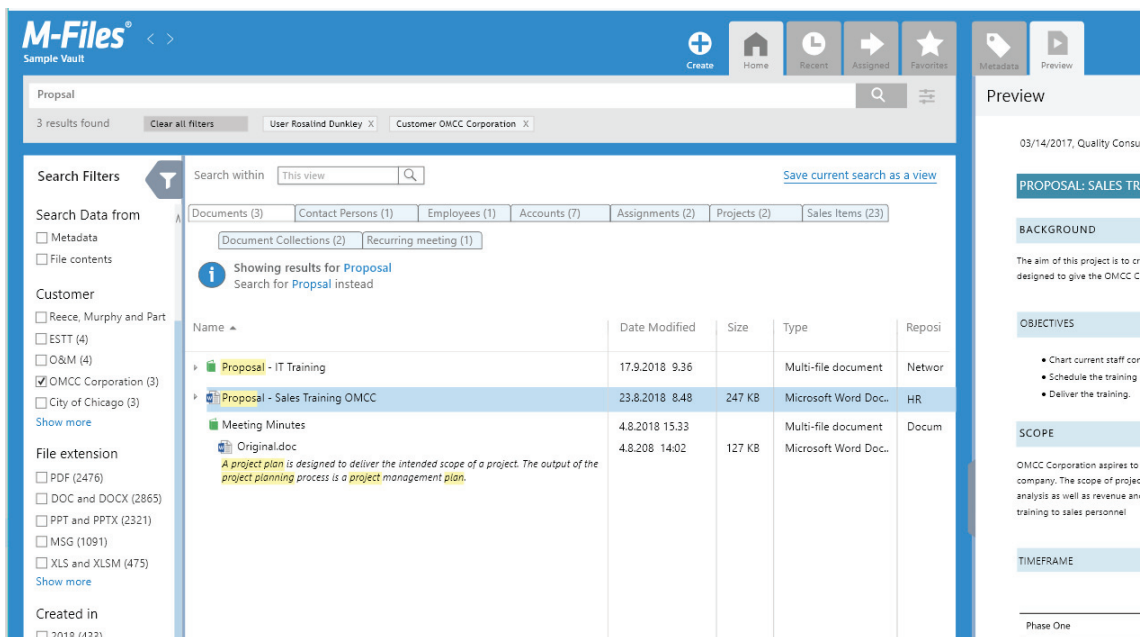 M-Files®
< >
Sample Vault
Create
Home
Recent
Assigned
Favorites
Metadata
Preview
Propsal
3 results found
Clear all filters
User Rosalind Dunkley X
Customer OMCC Corporation X
Search Filters
Search Data from
Metadata
File contents
Customer
Reece, Murphy and Part
ESTT (4)
O&M (4)
OMCC Corporation (3)
City of Chicago (3)
Show more
File extension
PDF (2476)
DOC and DOCX (2865)
PPT and PPTX (2321)
MSG (1091)
XLS and XLSM (475)
Show more
Created in
2018 (433)
Search within This view
Save current search as a view
Documents (3) Contact Persons (1) Employees (1) Accounts (7) Assignments (2) Projects (2) Sales Items (23)
Document Collections (2) Recurring meeting (1)
Showing results for Proposal
Search for Propsal instead
Name Date Modified Size Type Reposi
Proposal - IT Training 17.9.2018 9.36 Multi-file document Networ
Proposal - Sales Training OMCC 23.8.2018 8.48 247 KB Microsoft Word Doc.. HR
Meeting Minutes 4.8.2018 15.33 Multi-file document Docum
Original.doc 4.8.208 14:02 127 KB Microsoft Word Doc..
A project plan is designed to deliver the intended scope of a project. The output of the
project planning process is a project management plan.
Preview
03/14/2017, Quality Consu
PROPOSAL: SALES TR
BACKGROUND
The aim of this project is to cr
designed to give the OMCC C
OBJECTIVES
• Chart current staff cor
• Schedule the training
• Deliver the training.
SCOPE
OMCC Corporation aspires to
company. The scope of projec
analysis as well as revenue and
training to sales personnel
TIMEFRAME
Phase One